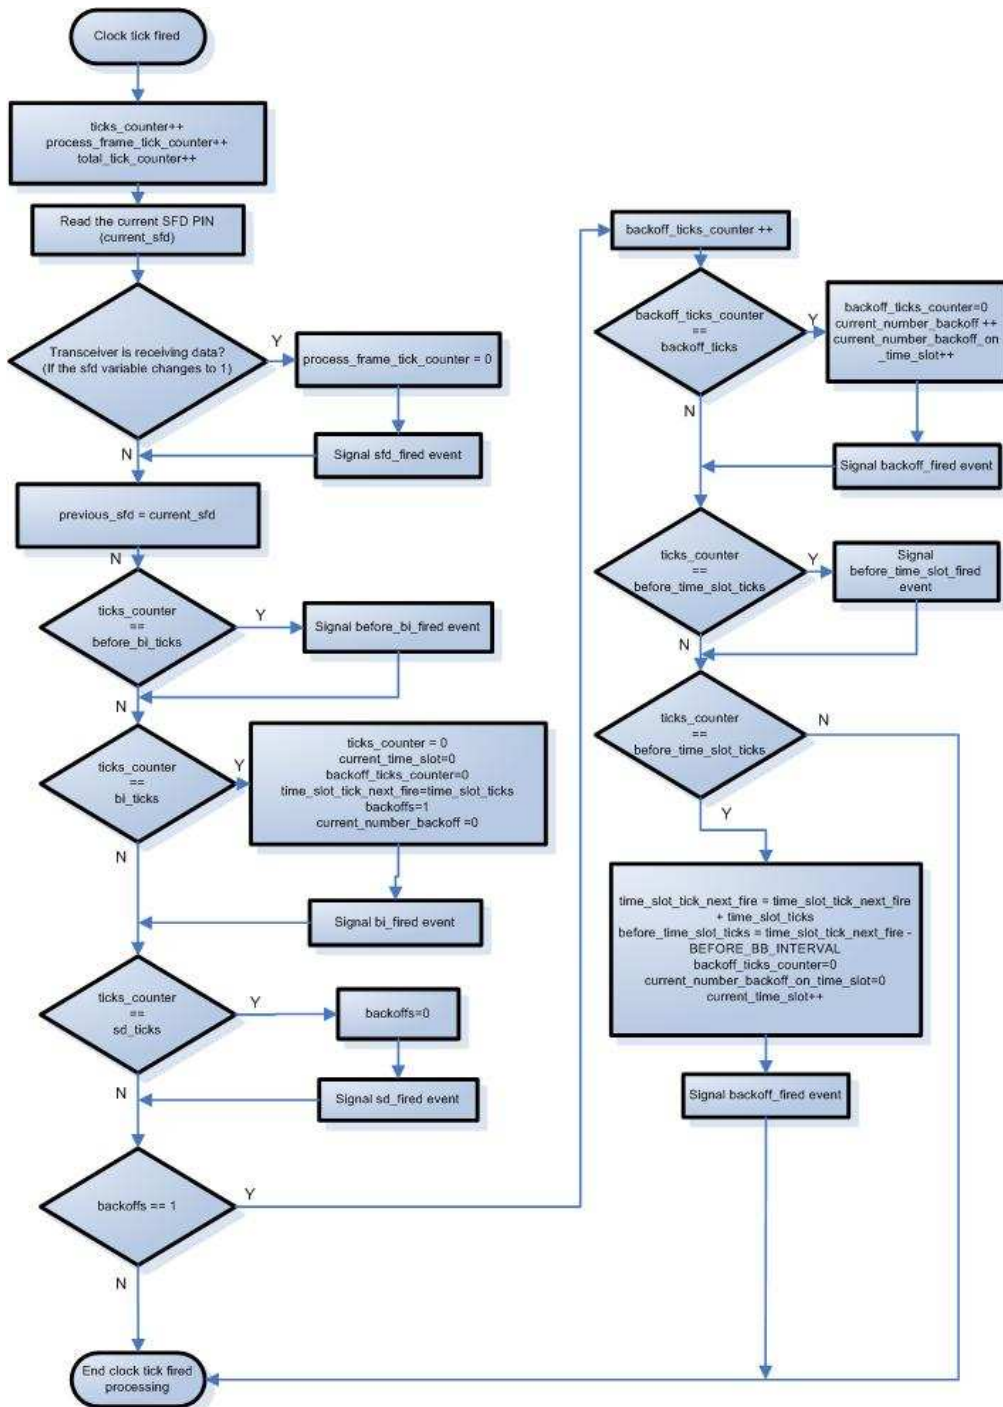 Clock tick fired
ticks_counter++
process_frame_tick_counter++
total_tick_counter++
Read the current SFD PIN
(current_sfd)
Transceiver is receiving data?
(If the sfd variable changes to 1)
Y
process_frame_tick_counter = 0
N
Signal sfd_fired event
previous_sfd = current_sfd
N
ticks_counter
==
before_bi_ticks
Y
Signal before_bi_fired event
N
ticks_counter
==
bi_ticks
Y
ticks_counter = 0
current_time_slot=0
backoff_ticks_counter=0
time_slot_tick_next_fire=time_slot_ticks
backoffs=1
current_number_backoff =0
N
Signal bi_fired event
ticks_counter
==
sd_ticks
Y
backoffs=0
N
Signal sd_fired event
backoffs == 1
Y
N
End clock tick fired
processing
backoff_ticks_counter ++
backoff_ticks_counter
==
backoff_ticks
Y
backoff_ticks_counter=0
current_number_backoff ++
current_number_backoff_on
_time_slot++
N
Signal backoff_fired event
ticks_counter
==
before_time_slot_ticks
Y
Signal
before_time_slot_fired
event
N
ticks_counter
==
before_time_slot_ticks
N
Y
time_slot_tick_next_fire = time_slot_tick_next_fire
+ time_slot_ticks
before_time_slot_ticks = time_slot_tick_next_fire -
BEFORE_BB_INTERVAL
backoff_ticks_counter=0
current_number_backoff_on_time_slot=0
current_time_slot++
Signal backoff_fired event